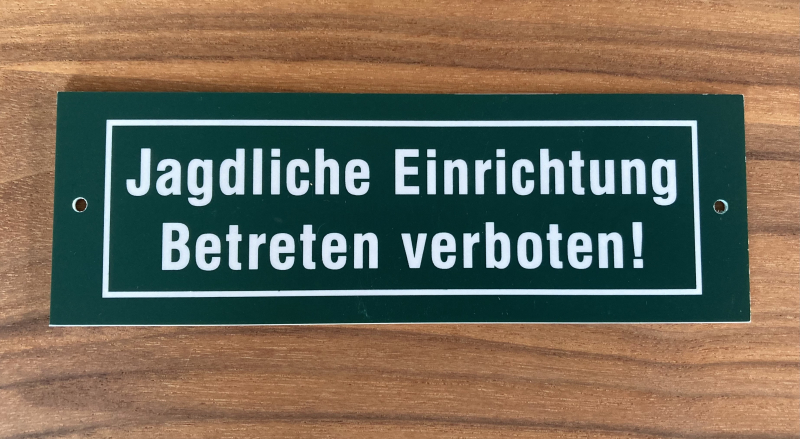 Jagdliche Einrichtung
Betreten verboten!